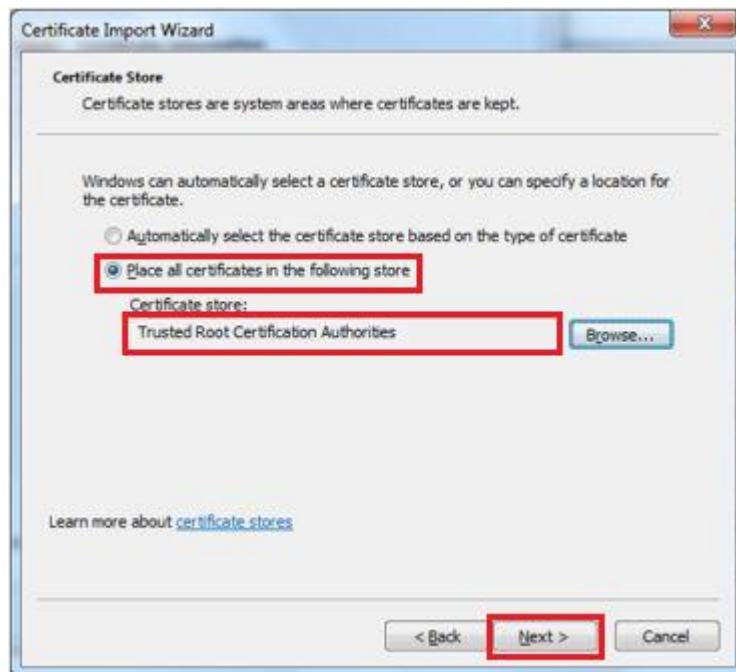 Certificate Import Wizard
Certificate Store
Certificate stores are system areas where certificates are kept.
Windows can automatically select a certificate store, or you can specify a location for
the certificate.
Automatically select the certificate store based on the type of certificate
Place all certificates in the following store
Certificate store:
Trusted Root Certification Authorities
Browse...
Learn more about certificate stores
< Back Next > Cancel